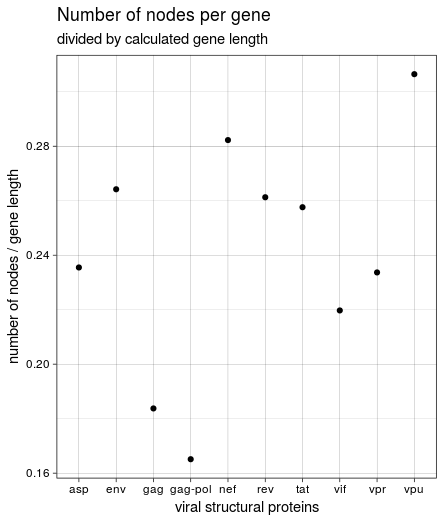 Number of nodes per gene
divided by calculated gene length
number of nodes / gene length
0.28
0.24
0.20
0.16
asp env gag gag-pol nef rev tat vif vpr vpu
viral structural proteins